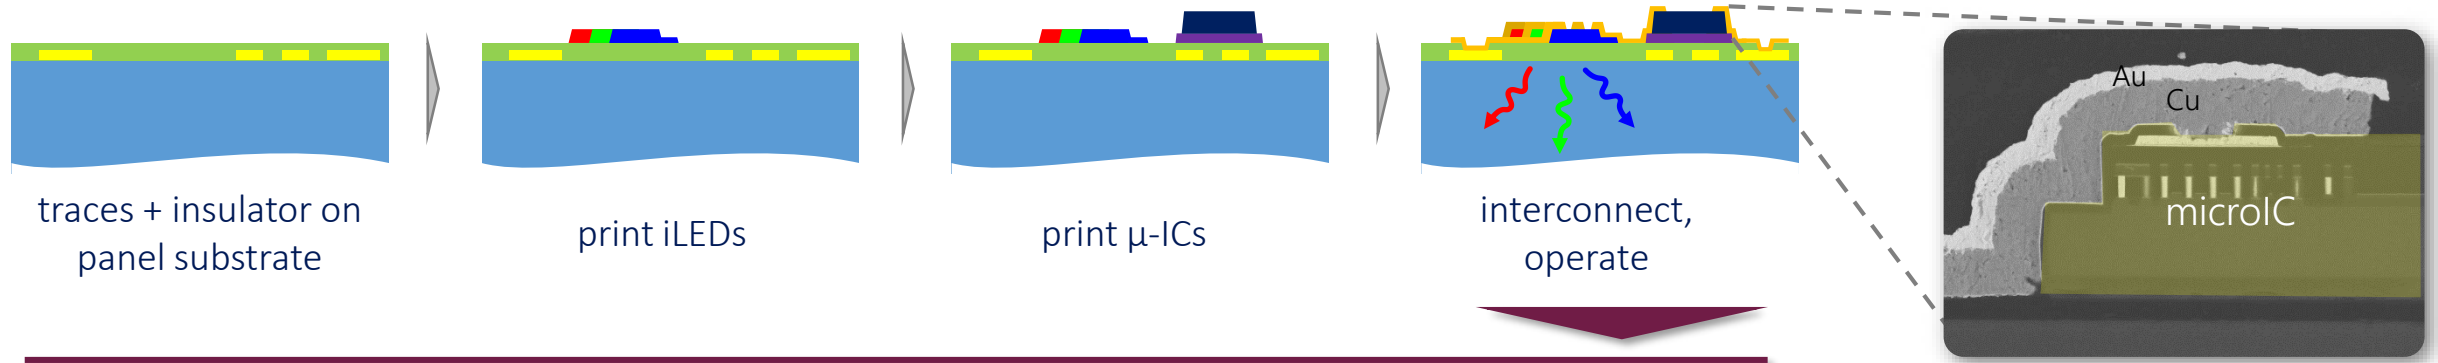 traces + insulator on
panel substrate
print iLEDs
print μ-ICs
interconnect,
operate
Au
Cu
microIC